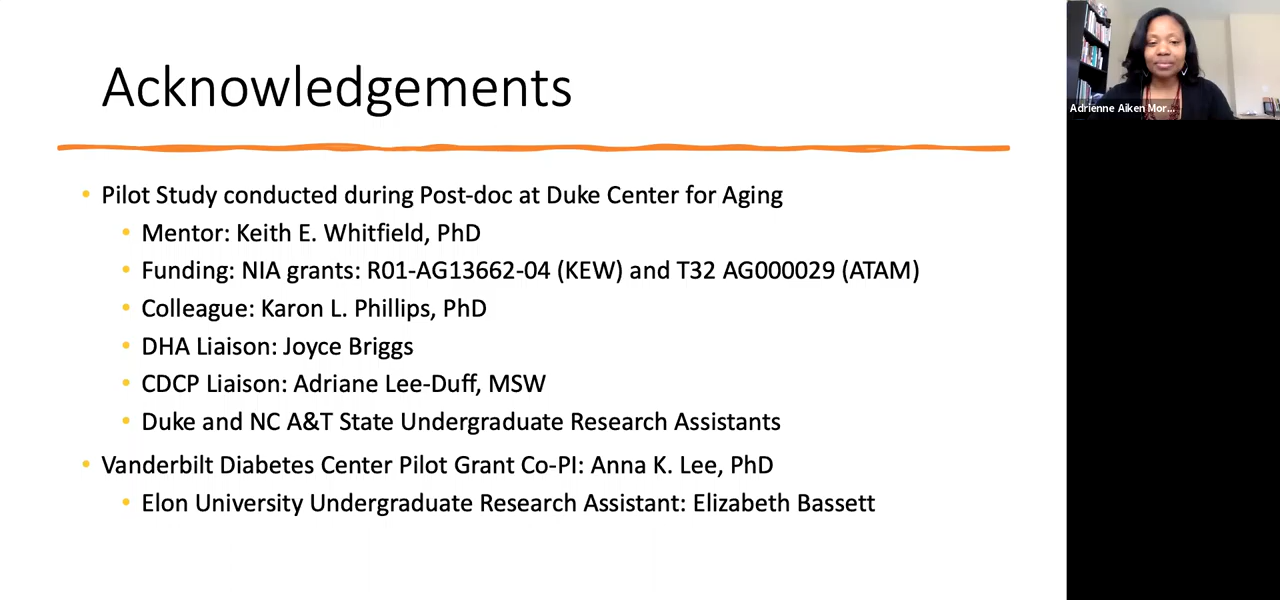 Acknowledgements
Adrienne Aiken Mor...
• Pilot Study conducted during Post-doc at Duke Center for Aging
• Mentor: Keith E. Whitfield, PhD
• Funding: NIA grants: R01-AG13662-04 (KEW) and T32 AG000029 (ATAM)
• Colleague: Karon L. Phillips, PhD
• DHA Liaison: Joyce Briggs
• CDCP Liaison: Adriane Lee-Duff, MSW
• Duke and NC A&T State Undergraduate Research Assistants
• Vanderbilt Diabetes Center Pilot Grant Co-PI: Anna K. Lee, PhD
• Elon University Undergraduate Research Assistant: Elizabeth Bassett